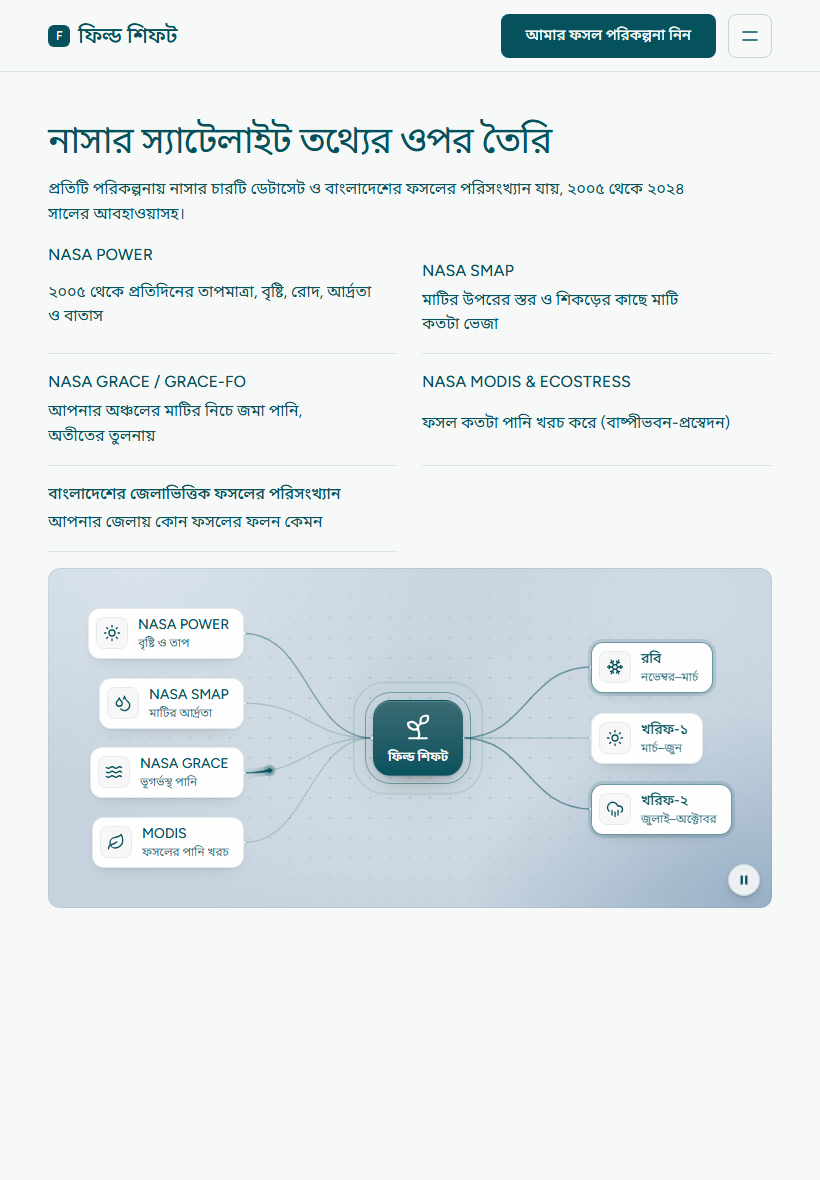 F ফিল্ড শিফট
আমার ফসল পরিকল্পনা নিন
নাসার স্যাটেলাইট তথ্যের ওপর তৈরি
প্রতিটি পরিকল্পনায় নাসার চারটি ডেটাসেট ও বাংলাদেশের ফসলের পরিসংখ্যান যায়, ২০০৫ থেকে ২০২৪
সালের আবহাওয়াসহ।
NASA POWER
২০০৫ থেকে প্রতিদিনের তাপমাত্রা, বৃষ্টি, রোদ, আর্দ্রতা
ও বাতাস
NASA SMAP
মাটির উপরের স্তর ও শিকড়ের কাছে মাটি
কতটা ভেজা
NASA GRACE / GRACE-FO
আপনার অঞ্চলের মাটির নিচে জমা পানি,
অতীতের তুলনায়
NASA MODIS & ECOSTRESS
ফসল কতটা পানি খরচ করে (বাষ্পীভবন-প্রস্বেদন)
বাংলাদেশের জেলাভিত্তিক ফসলের পরিসংখ্যান
আপনার জেলায় কোন ফসলের ফলন কেমন
NASA POWER
বৃষ্টি ও তাপ
NASA SMAP
মাটির আর্দ্রতা
NASA GRACE
ভূগর্ভস্থ পানি
MODIS
ফসলের পানি খরচ
ফিল্ড শিফট
রবি
নভেম্বর–মার্চ
খরিফ-১
মার্চ–জুন
খরিফ-২
জুলাই–অক্টোবর